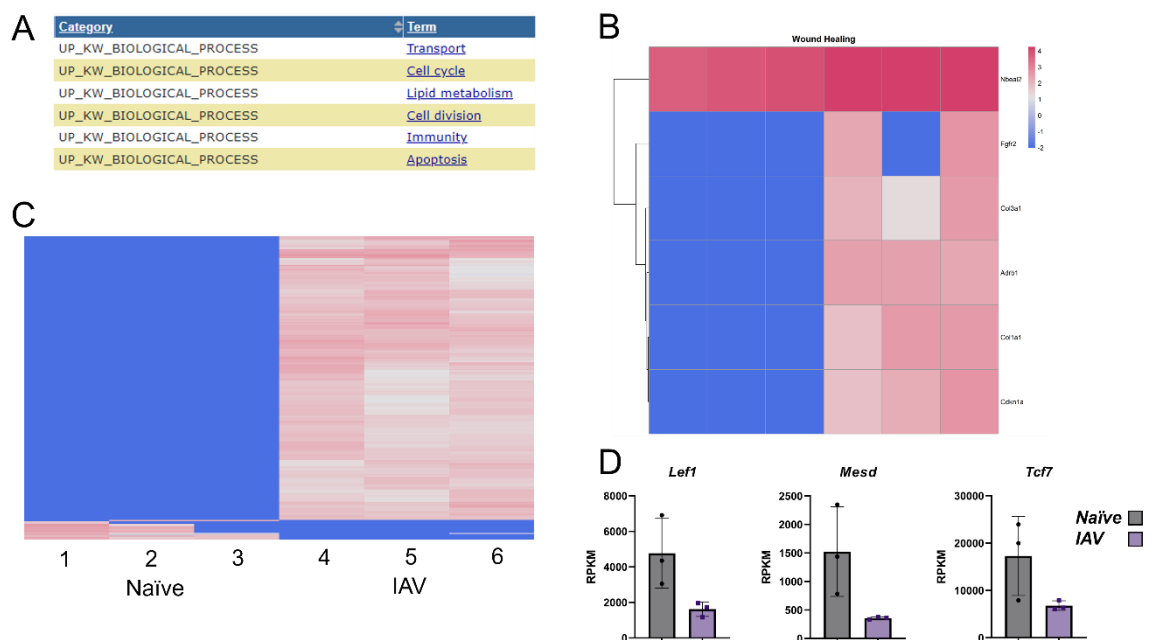 A
Category Term
UP_KW_BIOLOGICAL_PROCESS Transport
UP_KW_BIOLOGICAL_PROCESS Cell cycle
UP_KW_BIOLOGICAL_PROCESS Lipid metabolism
UP_KW_BIOLOGICAL_PROCESS Cell division
UP_KW_BIOLOGICAL_PROCESS Immunity
UP_KW_BIOLOGICAL_PROCESS Apoptosis
B
Wound Healing
4
3
2
1
0
-1
-2
Nbeal2
Fgfr2
Col3a1
Adrb1
Col1a1
Cdkn1a
C
1 2 3 4 5 6
Naïve IAV
D
Lef1
RPKM
8000
6000
4000
2000
0
Mesd
RPKM
2500
2000
1500
1000
500
0
Tcf7
RPKM
30000
20000
10000
0
Naïve
IAV